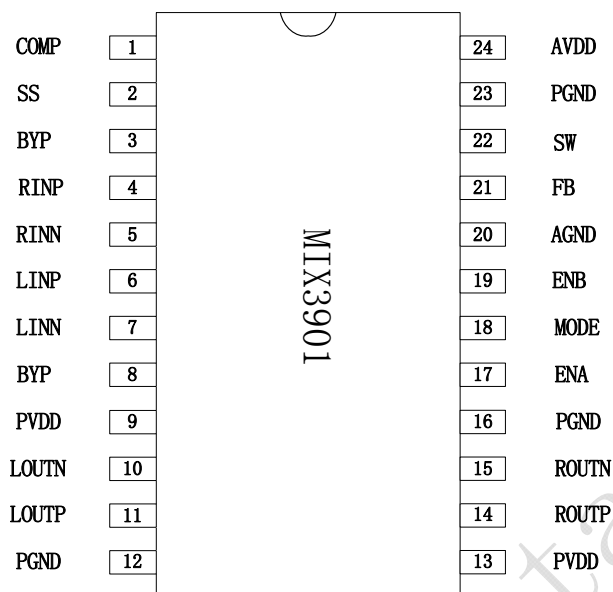 COMP 1 24 AVDD
SS 2 23 PGND
BYP 3 22 SW
RINP 4 21 FB
RINN 5 20 AGND
LINP 6 19 ENB
LINN 7 18 MODE
BYP 8 17 ENA
PVDD 9 16 PGND
LOUTN 10 15 ROUTN
LOUTP 11 14 ROUTP
PGND 12 13 PVDD
MIX3901